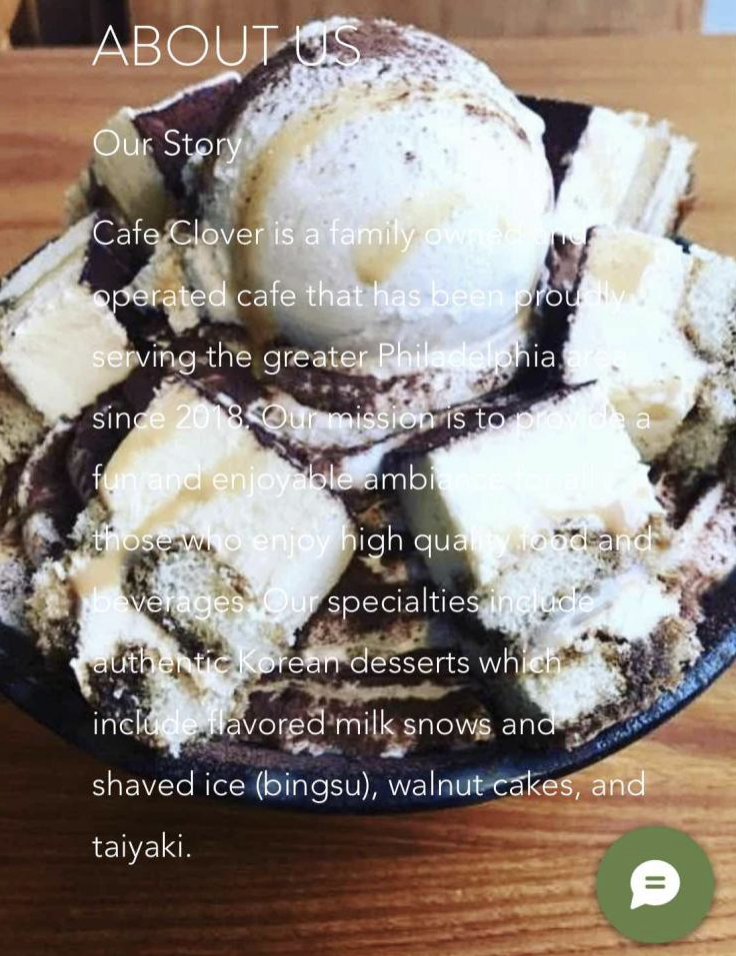 ABOUT US
Our Story
Cafe Clover is a family owned and
operated cafe that has been proudly
serving the greater Philadelphia area
since 2018. Our mission is to provide a
fun and enjoyable ambiance for all
those who enjoy high quality food and
beverages. Our specialties include
authentic Korean desserts which
include flavored milk snows and
shaved ice (bingsu), walnut cakes, and
taiyaki.